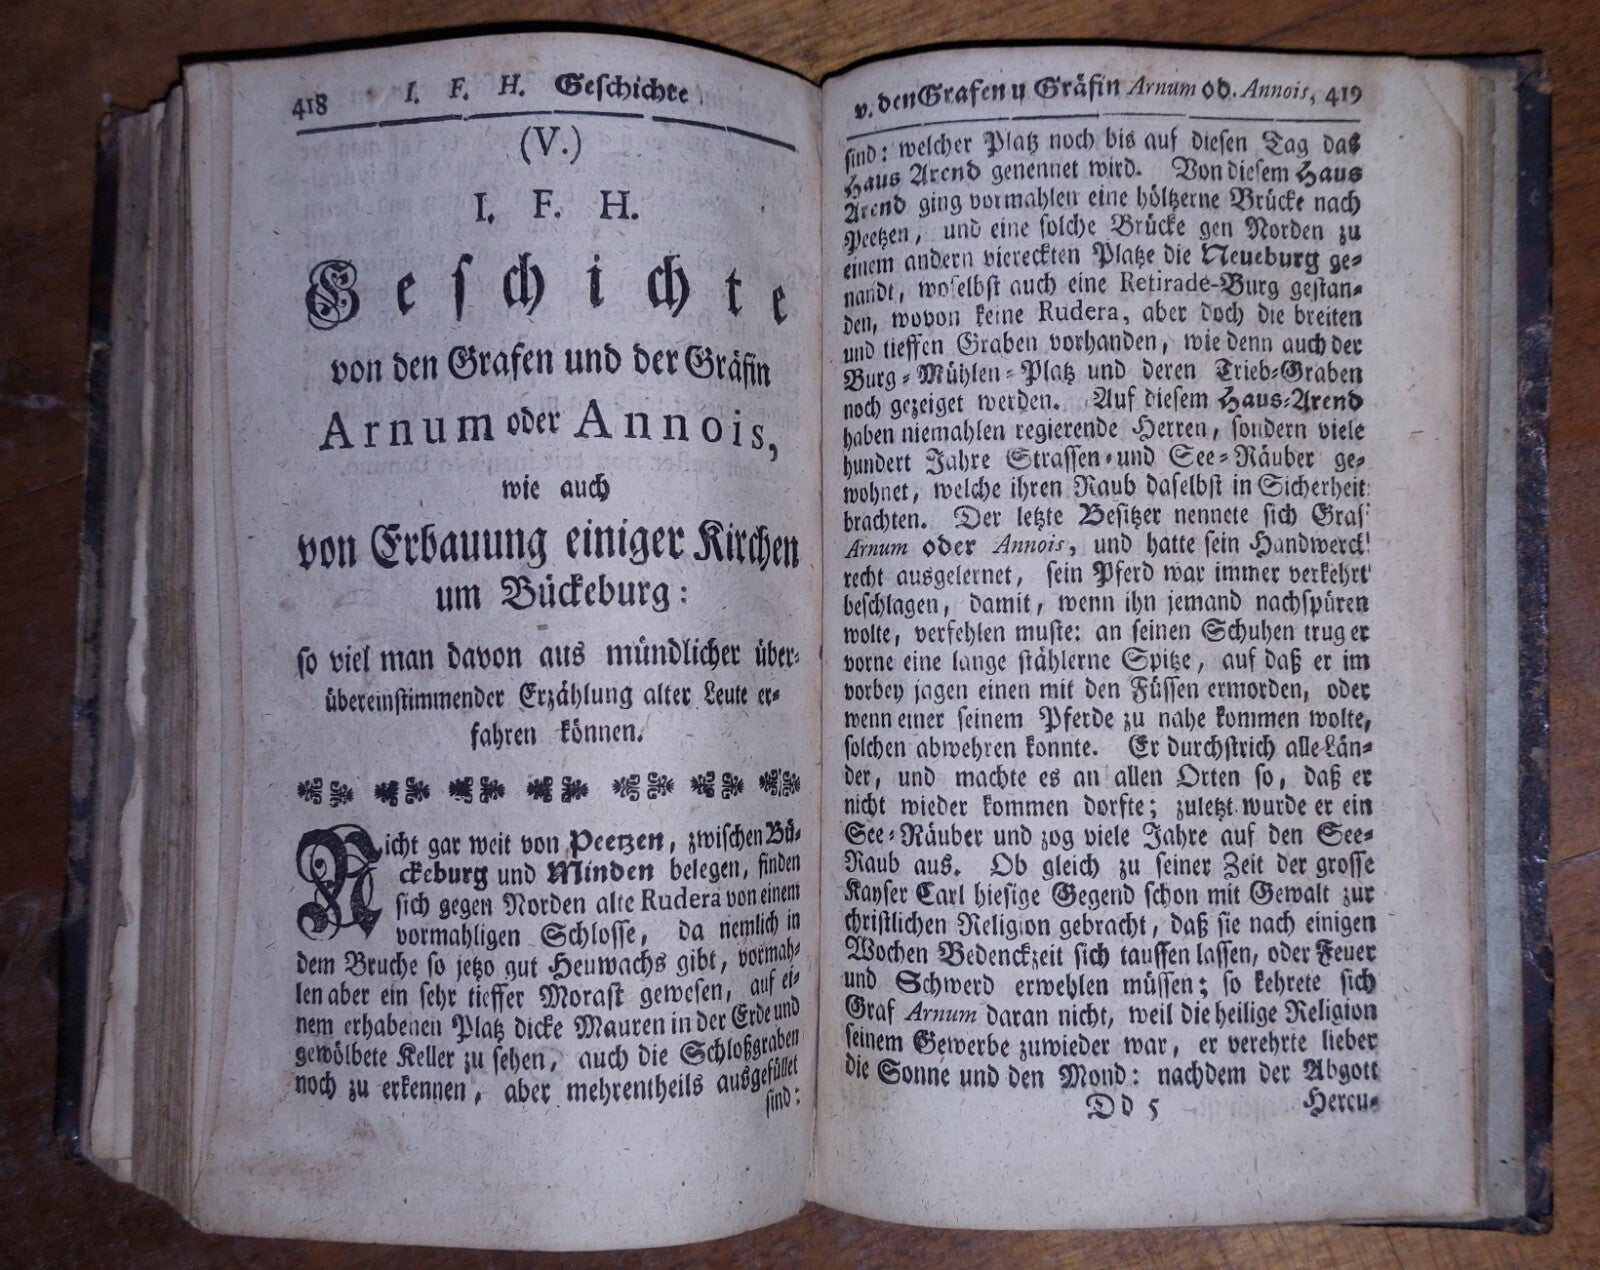 418 I. F. H. Geschichte
(V.)
I. F. H.
Geschichte
von den Grafen und der Gräfin
Arnum oder Annois,
wie auch
von Erbauung einiger Kirchen
um Bückeburg:
so viel man davon aus mündlicher über-
übereinstimmender Erzählung alter Leute er-
fahren können.
Nicht gar weit von Peetzen, zwischen Bü-
ckeburg und Minden belegen, finden
sich gegen Norden alte Rudera von einem
vormahligen Schlosse, da nemlich in
dem Bruche so jetzo gut Heuwachs gibt, vormah-
len aber ein sehr tieffer Morast gewesen, auf ei-
nem erhabenen Platz dicke Mauren in der Erde und
gewölbete Keller zu sehen, auch die Schloßgraben
noch zu erkennen, aber mehrentheils ausgefüllet
sind:
v. den Grafen u Gräfin Arnum od. Annois, 419
sind: welcher Platz noch bis auf diesen Tag das
Haus Arend genennet wird. Von diesem Haus
Arend ging vormahlen eine höltzerne Brücke nach
Peetzen, und eine solche Brücke gen Norden zu
einem andern viereckten Platze die Neueburg ge-
nandt, woselbst auch eine Retirade-Burg gestan-
den, wovon keine Rudera, aber doch die breiten
und tieffen Graben vorhanden, wie denn auch der
Burg-Mühlen-Platz und deren Trieb-Graben
noch gezeiget werden. Auf diesem Haus-Arend
haben niemahlen regierende Herren, sondern viele
hundert Jahre Strassen-und See-Räuber ge-
wohnet, welche ihren Raub daselbst in Sicherheit
brachten. Der letzte Besitzer nennete sich Graf
Arnum oder Annois, und hatte sein Handwerck
recht ausgelernet, sein Pferd war immer verkehrt
beschlagen, damit, wenn ihn jemand nachspüren
wolte, verfehlen muste: an seinen Schuhen trug er
vorne eine lange stählerne Spitze, auf daß er im
vorbey jagen einen mit den Füssen ermorden, oder
wenn einer seinem Pferde zu nahe kommen wolte,
solchen abwehren konnte. Er durchstrich alle Län-
der, und machte es an allen Orten so, daß er
nicht wieder kommen dorfte; zuletzt wurde er ein
See-Räuber und zog viele Jahre auf den See-
Raub aus. Ob gleich zu seiner Zeit der grosse
Kayser Carl hiesige Gegend schon mit Gewalt zur
christlichen Religion gebracht, daß sie nach einigen
Wochen Bedenckzeit sich tauffen lassen, oder Feuer
und Schwerd erwehlen müssen; so kehrete sich
Graf Arnum daran nicht, weil die heilige Religion
seinem Gewerbe zuwieder war, er verehrte lieber
die Sonne und den Mond: nachdem der Abgott
Dd 5 Hercu-